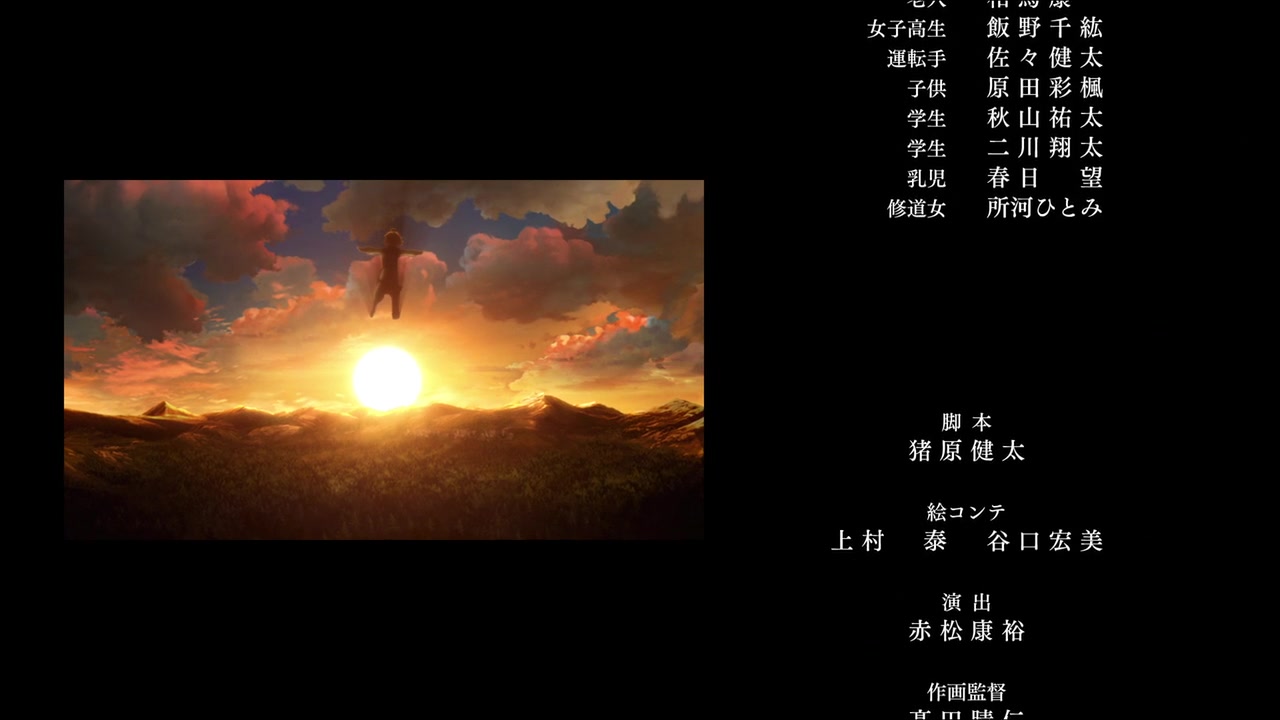 女子高生 飯野千紘
運転手 佐々健太
子供 原田彩楓
学生 秋山祐太
学生 二川翔太
乳児 春日 望
修道女 所河ひとみ
脚本
猪原健太
絵コンテ
上村 泰 谷口宏美
演出
赤松康裕
作画監督